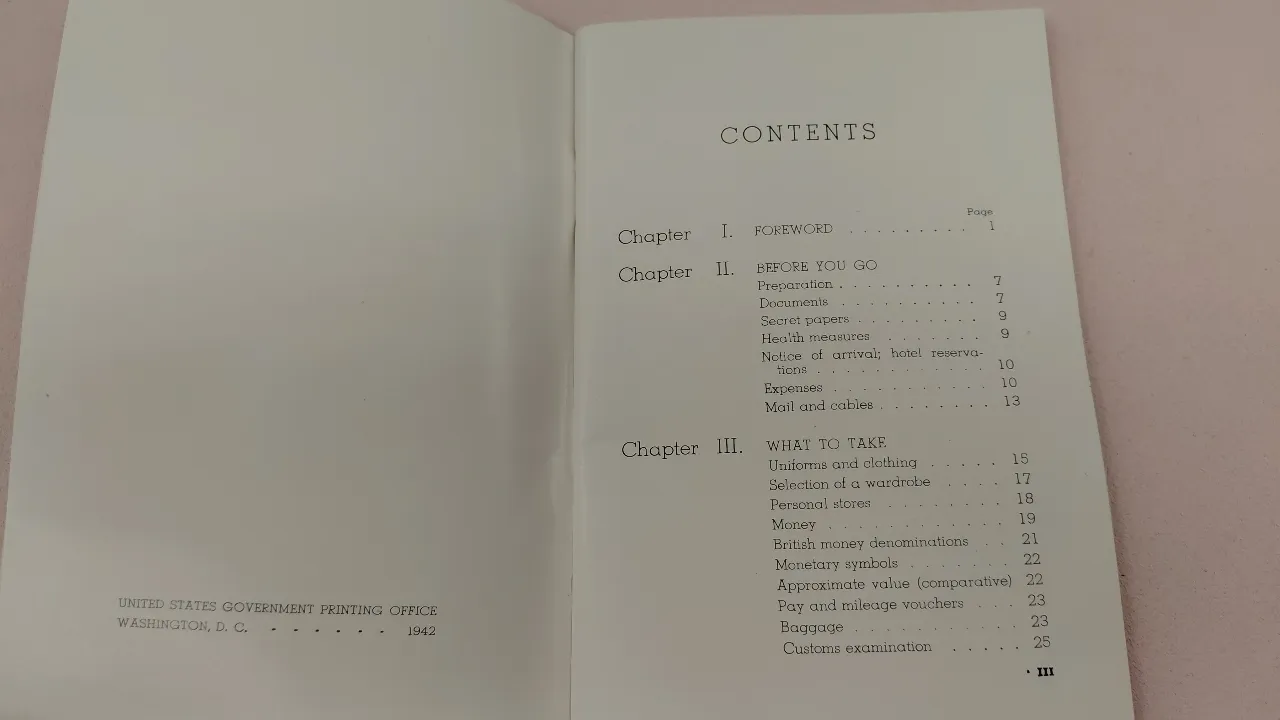 UNITED STATES GOVERNMENT PRINTING OFFICE
WASHINGTON, D. C. - - - - - - 1942
CONTENTS
Page
Chapter I. FOREWORD . . . . . . . . . 1
Chapter II. BEFORE YOU GO
Preparation . . . . . . . . . . 7
Documents . . . . . . . . . . 7
Secret papers . . . . . . . . . 9
Health measures . . . . . . . 9
Notice of arrival; hotel reserva-
tions . . . . . . . . . . . . 10
Expenses . . . . . . . . . . . 10
Mail and cables . . . . . . . . 13
Chapter III. WHAT TO TAKE
Uniforms and clothing . . . . . 15
Selection of a wardrobe . . . . 17
Personal stores . . . . . . . . 18
Money . . . . . . . . . . . . 19
British money denominations . . 21
Monetary symbols . . . . . . . 22
Approximate value (comparative) 22
Pay and mileage vouchers . . . 23
Baggage . . . . . . . . . . . 23
Customs examination . . . . . 25
· III